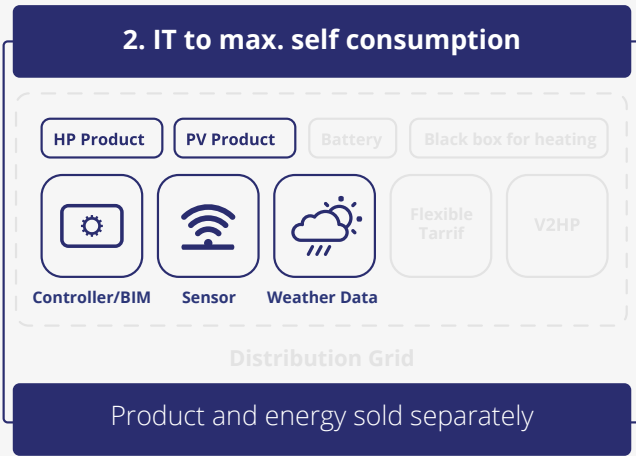 2. IT to max. self consumption
HP Product PV Product Battery Black box for heating
Flexible
Tarrif
V2HP
Controller/BIM Sensor Weather Data
Distribution Grid
Product and energy sold separately